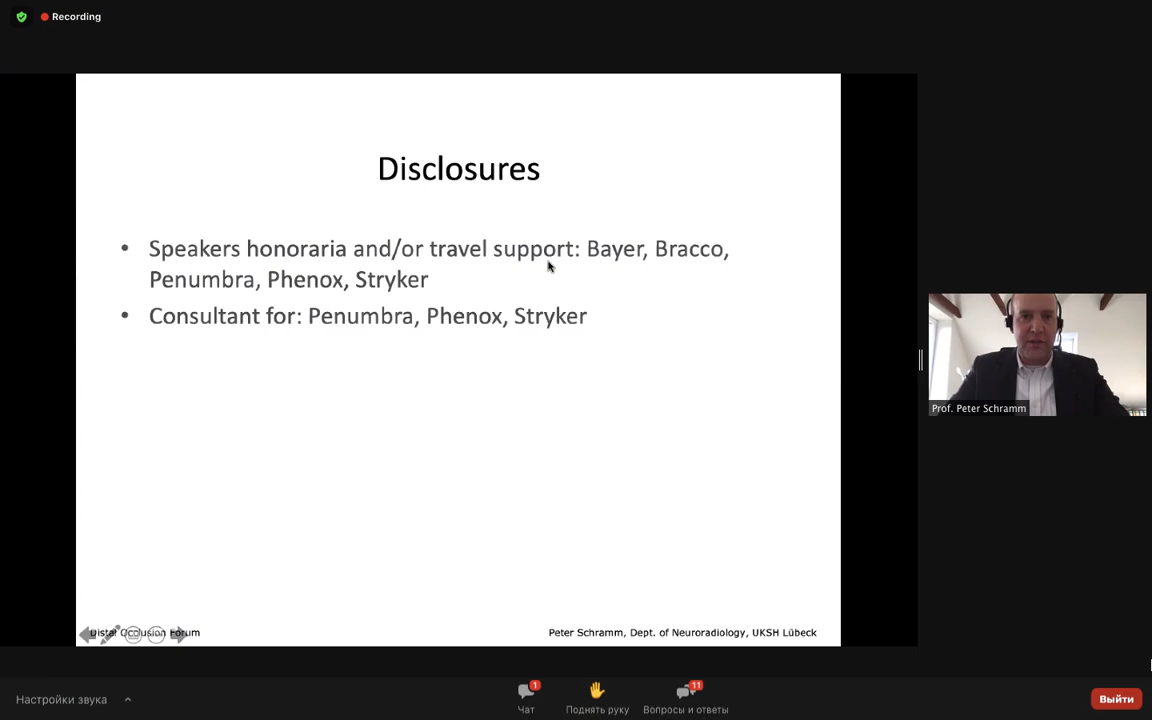 Recording
Disclosures
• Speakers honoraria and/or travel support: Bayer, Bracco,
Penumbra, Phenox, Stryker
• Consultant for: Penumbra, Phenox, Stryker
Prof. Peter Schramm
Distal Occlusion Forum
Peter Schramm, Dept. of Neuroradiology, UKSH Lübeck
1
11
Настройки звука
Чат
Поднять руку
Вопросы и ответы
Выйти